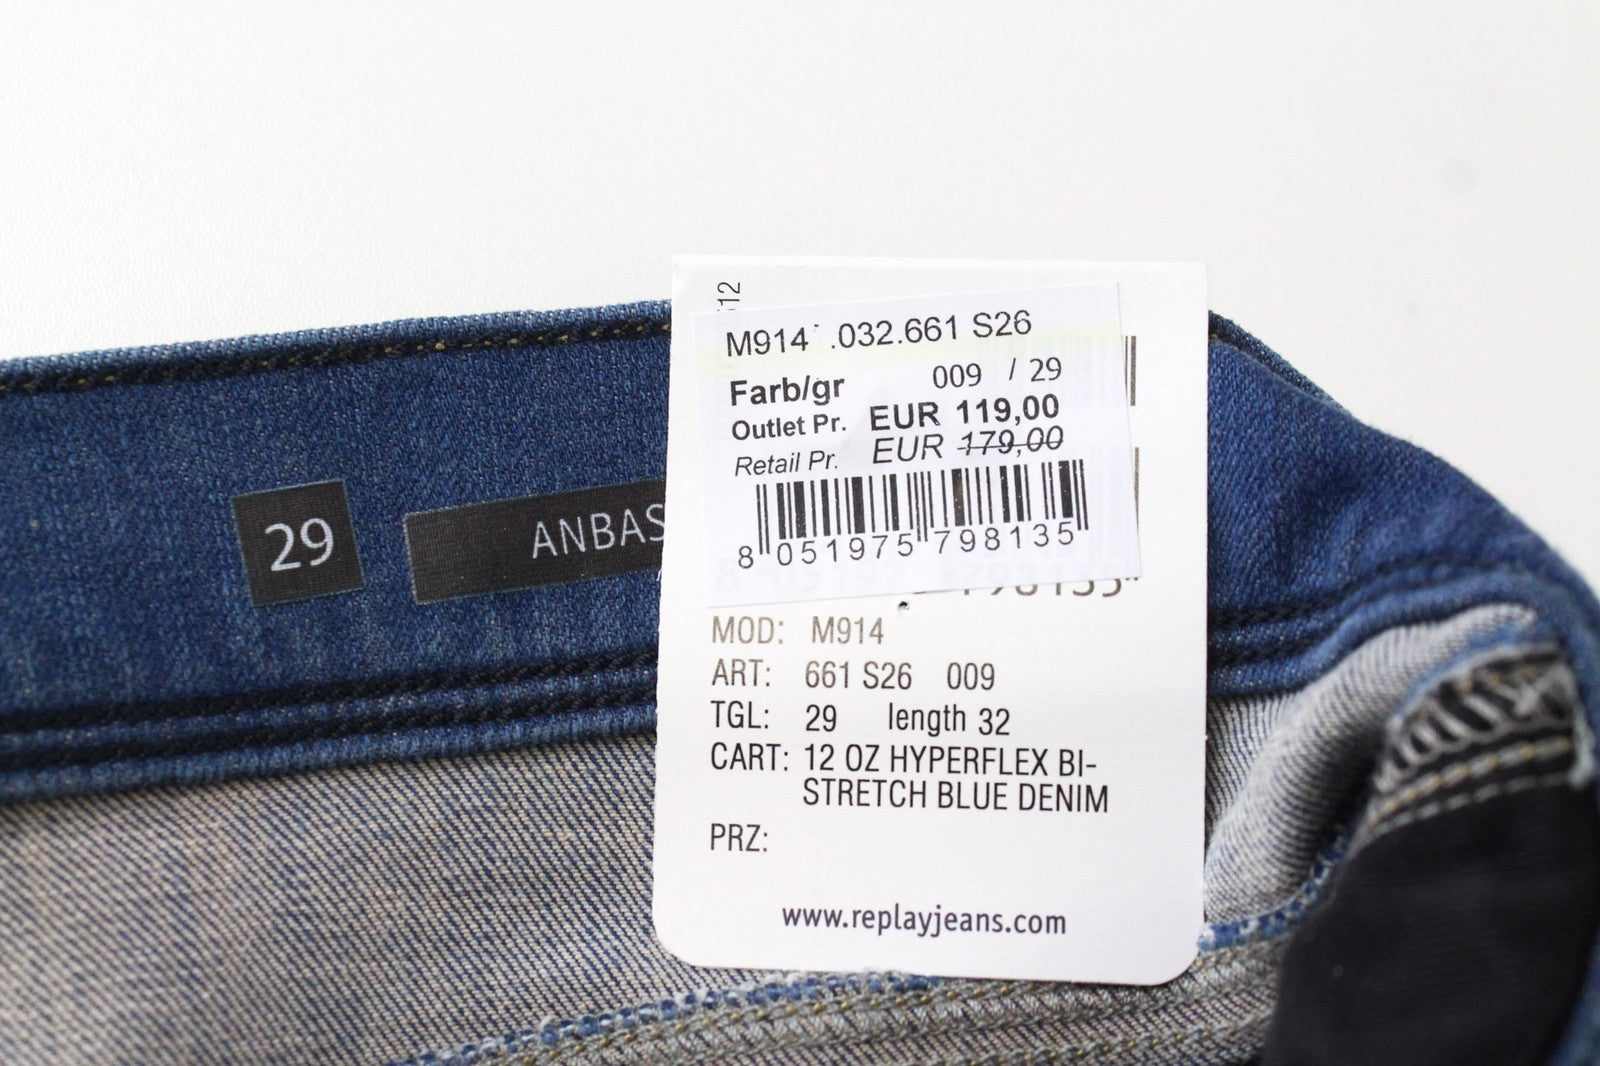 512
M914 .032.661 S26
Farb/gr 009 / 29
Outlet Pr. EUR 119,00
Retail Pr. EUR 179,00
8 051975 798135
29
ANBAS
MOD: M914
ART: 661 S26 009
TGL: 29 length 32
CART: 12 OZ HYPERFLEX BI-
STRETCH BLUE DENIM
PRZ:
www.replayjeans.com